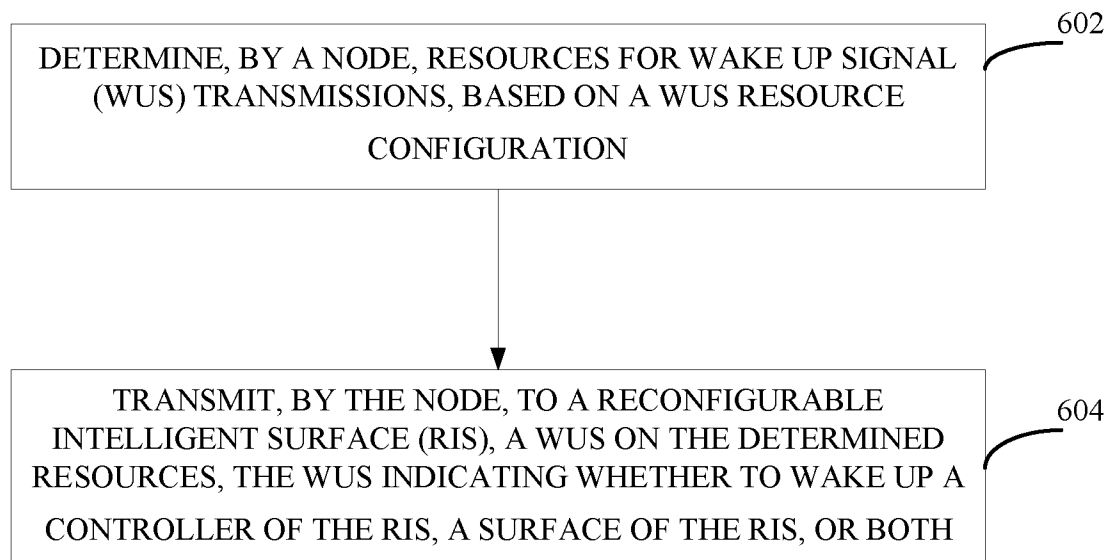 602
DETERMINE, BY A NODE, RESOURCES FOR WAKE UP SIGNAL
(WUS) TRANSMISSIONS, BASED ON A WUS RESOURCE
CONFIGURATION
604
TRANSMIT, BY THE NODE, TO A RECONFIGURABLE
INTELLIGENT SURFACE (RIS), A WUS ON THE DETERMINED
RESOURCES, THE WUS INDICATING WHETHER TO WAKE UP A
CONTROLLER OF THE RIS, A SURFACE OF THE RIS, OR BOTH